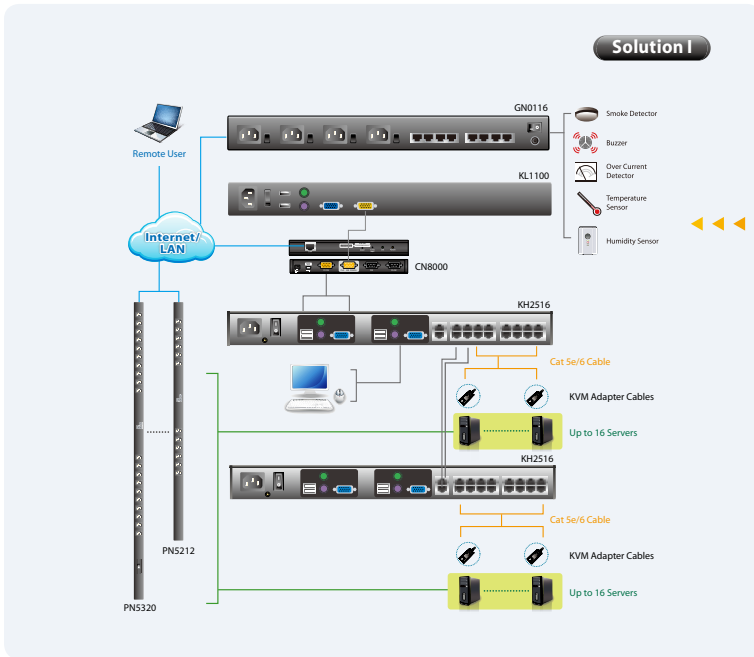 Solution I
GN0116
Smoke Detector
Remote User
Buzzer
Over Current
Detector
KL1100
Temperature
Sensor
Internet/
LAN
Humidity Sensor
CN8000
KH2516
Cat 5e/6 Cable
KVM Adapter Cables
Up to 16 Servers
KH2516
Cat 5e/6 Cable
PN5212
KVM Adapter Cables
Up to 16 Servers
PN5320